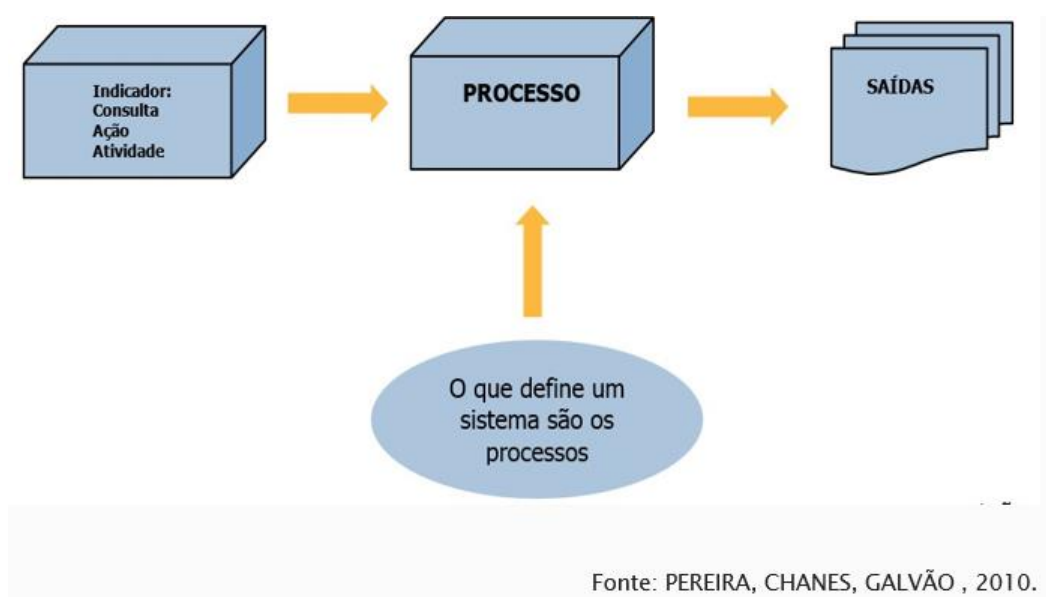 Indicador:
Consulta
Ação
Atividade
PROCESSO
SAÍDAS
O que define um
sistema são os
processos
Fonte: PEREIRA, CHANES, GALVÃO , 2010.